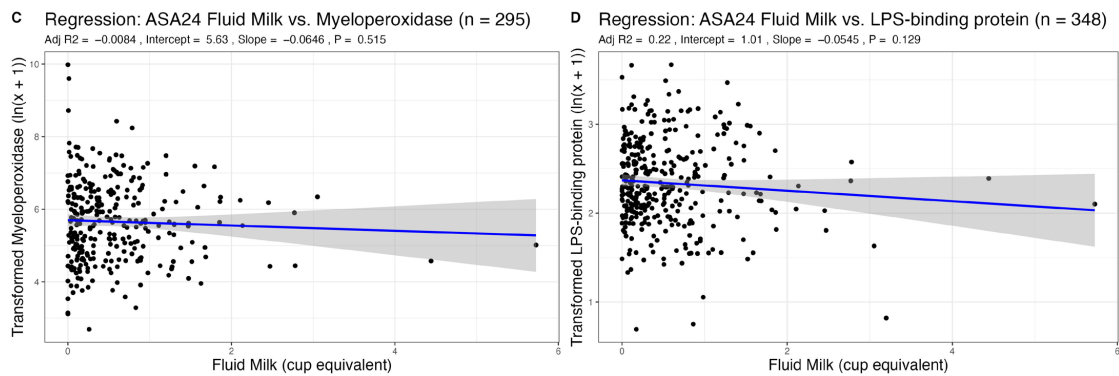 C Regression: ASA24 Fluid Milk vs. Myeloperoxidase (n = 295)
Adj R2 = −0.0084 , Intercept = 5.63 , Slope = −0.0646 , P = 0.515
Transformed Myeloperoxidase (ln(x + 1))
10
8
6
4
0 2 4 6
Fluid Milk (cup equivalent)
D Regression: ASA24 Fluid Milk vs. LPS-binding protein (n = 348)
Adj R2 = 0.22 , Intercept = 1.01 , Slope = −0.0545 , P = 0.129
Transformed LPS-binding protein (ln(x + 1))
3
2
1
0 2 4 6
Fluid Milk (cup equivalent)